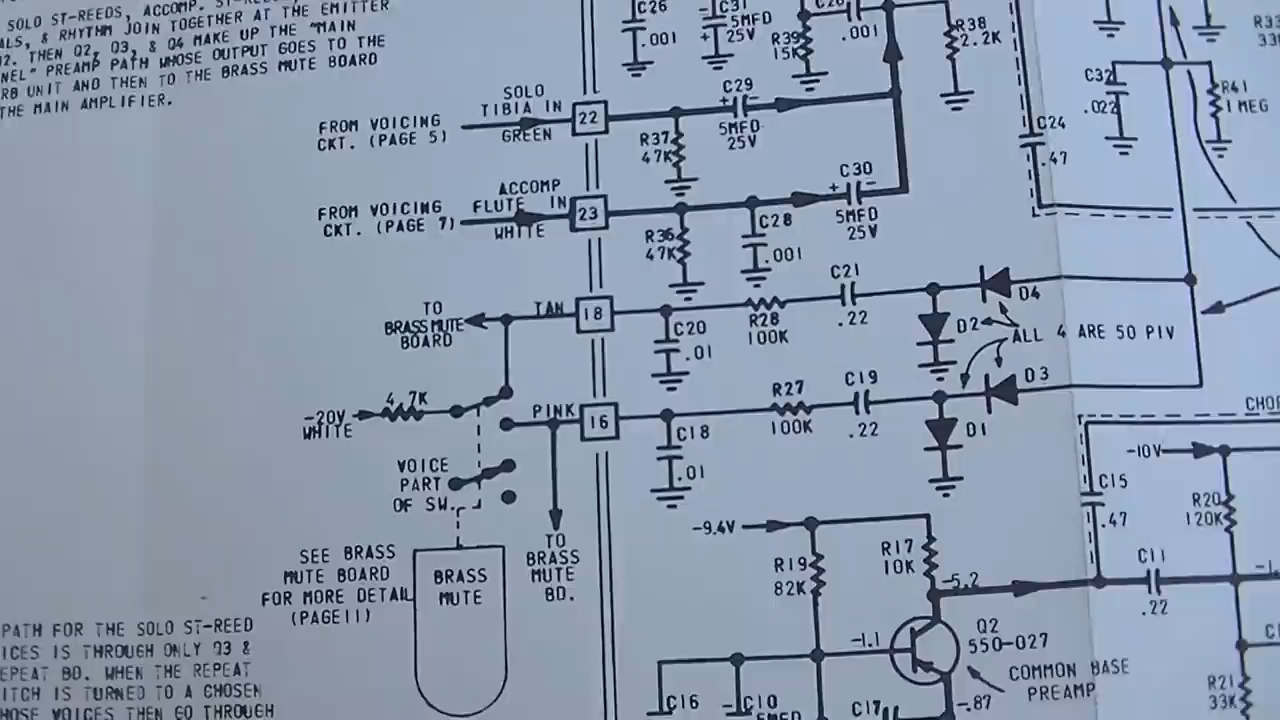 SOLO ST-REEDS, ACCOMP.
ALS, & RHYTHM JOIN TOGETHER AT THE EMITTER
THEN Q2, Q3, & Q4 MAKE UP THE "MAIN
NEL" PREAMP PATH WHOSE OUTPUT GOES TO THE
RB UNIT AND THEN TO THE BRASS MUTE BOARD
THE MAIN AMPLIFIER.
C26
.001
C31
5MFD
25V
R39
15K
.001
R38
2.2K
C32
.022
R41
1 MEG
SOLO
TIBIA IN
GREEN
22
FROM VOICING
CKT. (PAGE 5)
C29
5MFD
25V
R37
47K
C24
.47
ACCOMP
FLUTE IN
WHITE
23
FROM VOICING
CKT. (PAGE 7)
C30
5MFD
25V
R36
47K
C28
.001
TO
BRASS MUTE
BOARD
TAN
18
C20
.01
R28
100K
C21
.22
D2
D4
ALL 4 ARE 50 PIV
-20V
WHITE
4.7K
PINK
16
C18
.01
R27
100K
C19
.22
D3
D1
VOICE
PART
OF SW.
TO
BRASS
MUTE
BD.
SEE BRASS
MUTE BOARD
FOR MORE DETAIL
(PAGE 11)
BRASS
MUTE
-9.4V
R19
82K
R17
10K
-5.2
-1.1
Q2
550-027
COMMON BASE
PREAMP
-.87
C16
C10
C17
-10V
C15
.47
R20
120K
C11
.22
R21
33K
PATH FOR THE SOLO ST-REED
ICES IS THROUGH ONLY Q3 &
EPEAT BD. WHEN THE REPEAT
ITCH IS TURNED TO A CHOSEN
HOSE VOICES THEN GO THROUGH